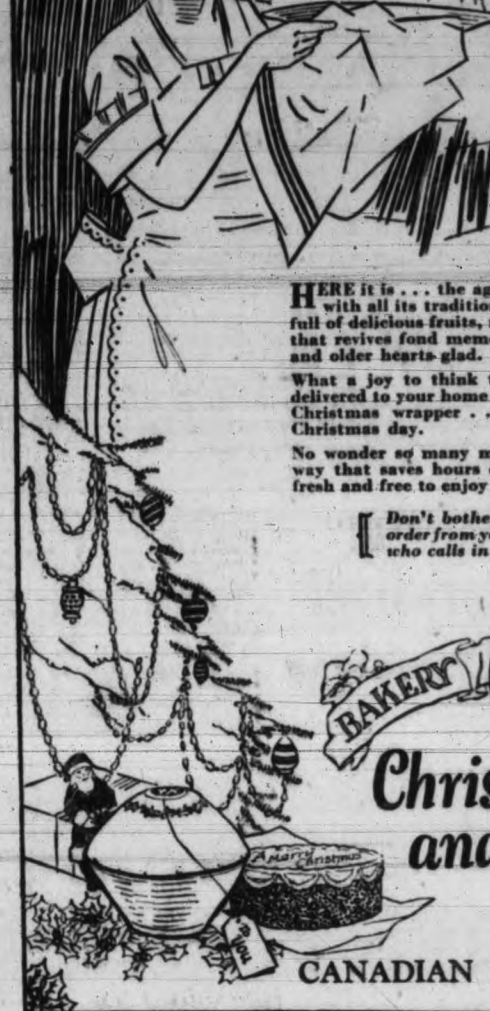 HERE it is . . . the ag
with all its tradition
full of delicious fruits,
that revives fond mem
and older hearts glad.
What a joy to think
delivered to your home
Christmas wrapper . .
Christmas day.
No wonder so many m
way that saves hours
fresh and free to enjoy
Don't bothe
order from y
who calls in
BAKERY
Chris
and
A Merry Christmas
To you
CANADIAN